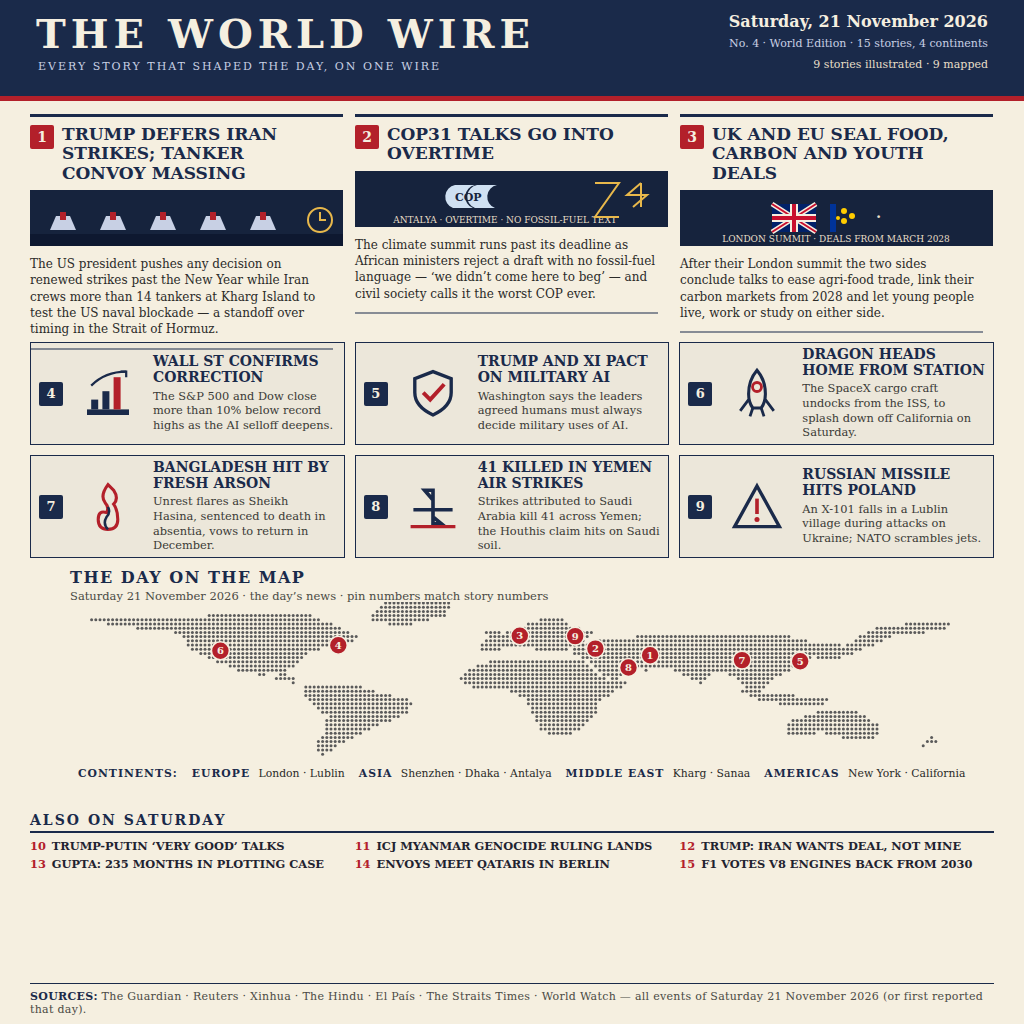 THE WORLD WIRE
EVERY STORY THAT SHAPED THE DAY, ON ONE WIRE
Saturday, 21 November 2026
No. 4 · World Edition · 15 stories, 4 continents
9 stories illustrated · 9 mapped
1
TRUMP DEFERS IRAN
STRIKES; TANKER
CONVOY MASSING
The US president pushes any decision on
renewed strikes past the New Year while Iran
crews more than 14 tankers at Kharg Island to
test the US naval blockade — a standoff over
timing in the Strait of Hormuz.
2
COP31 TALKS GO INTO
OVERTIME
COP
ANTALYA · OVERTIME · NO FOSSIL-FUEL TEXT
The climate summit runs past its deadline as
African ministers reject a draft with no fossil-fuel
language — ‘we didn’t come here to beg’ — and
civil society calls it the worst COP ever.
3
UK AND EU SEAL FOOD,
CARBON AND YOUTH
DEALS
LONDON SUMMIT · DEALS FROM MARCH 2028
After their London summit the two sides
conclude talks to ease agri-food trade, link their
carbon markets from 2028 and let young people
live, work or study on either side.
4
WALL ST CONFIRMS
CORRECTION
The S&P 500 and Dow close
more than 10% below record
highs as the AI selloff deepens.
5
TRUMP AND XI PACT
ON MILITARY AI
Washington says the leaders
agreed humans must always
decide military uses of AI.
6
DRAGON HEADS
HOME FROM STATION
The SpaceX cargo craft
undocks from the ISS, to
splash down off California on
Saturday.
7
BANGLADESH HIT BY
FRESH ARSON
Unrest flares as Sheikh
Hasina, sentenced to death in
absentia, vows to return in
December.
8
41 KILLED IN YEMEN
AIR STRIKES
Strikes attributed to Saudi
Arabia kill 41 across Yemen;
the Houthis claim hits on Saudi
soil.
9
RUSSIAN MISSILE
HITS POLAND
An X-101 falls in a Lublin
village during attacks on
Ukraine; NATO scrambles jets.
THE DAY ON THE MAP
Saturday 21 November 2026 · the day’s news · pin numbers match story numbers
6
4
3
9
2
8
1
7
5
CONTINENTS: EUROPE London · Lublin ASIA Shenzhen · Dhaka · Antalya MIDDLE EAST Kharg · Sanaa AMERICAS New York · California
ALSO ON SATURDAY
10 TRUMP-PUTIN ‘VERY GOOD’ TALKS
11 ICJ MYANMAR GENOCIDE RULING LANDS
12 TRUMP: IRAN WANTS DEAL, NOT MINE
13 GUPTA: 235 MONTHS IN PLOTTING CASE
14 ENVOYS MEET QATARIS IN BERLIN
15 F1 VOTES V8 ENGINES BACK FROM 2030
SOURCES: The Guardian · Reuters · Xinhua · The Hindu · El País · The Straits Times · World Watch — all events of Saturday 21 November 2026 (or first reported
that day).